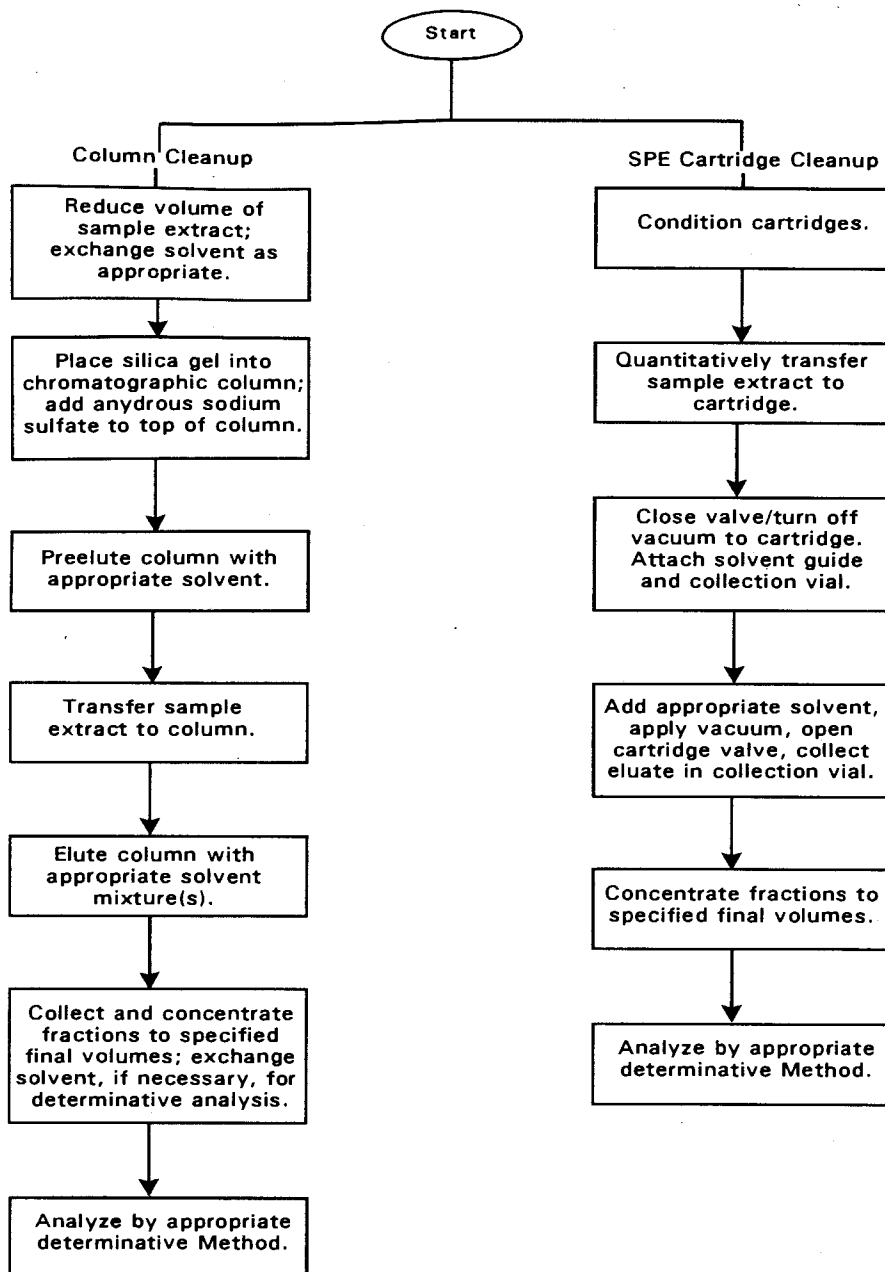 Start
Column Cleanup
Reduce volume of
sample extract;
exchange solvent as
appropriate.
Place silica gel into
chromatographic column;
add anydrous sodium
sulfate to top of column.
Preelute column with
appropriate solvent.
Transfer sample
extract to column.
Elute column with
appropriate solvent
mixture(s).
Collect and concentrate
fractions to specified
final volumes; exchange
solvent, if necessary, for
determinative analysis.
Analyze by appropriate
determinative Method.
SPE Cartridge Cleanup
Condition cartridges.
Quantitatively transfer
sample extract to
cartridge.
Close valve/turn off
vacuum to cartridge.
Attach solvent guide
and collection vial.
Add appropriate solvent,
apply vacuum, open
cartridge valve, collect
eluate in collection vial.
Concentrate fractions to
specified final volumes.
Analyze by appropriate
determinative Method.